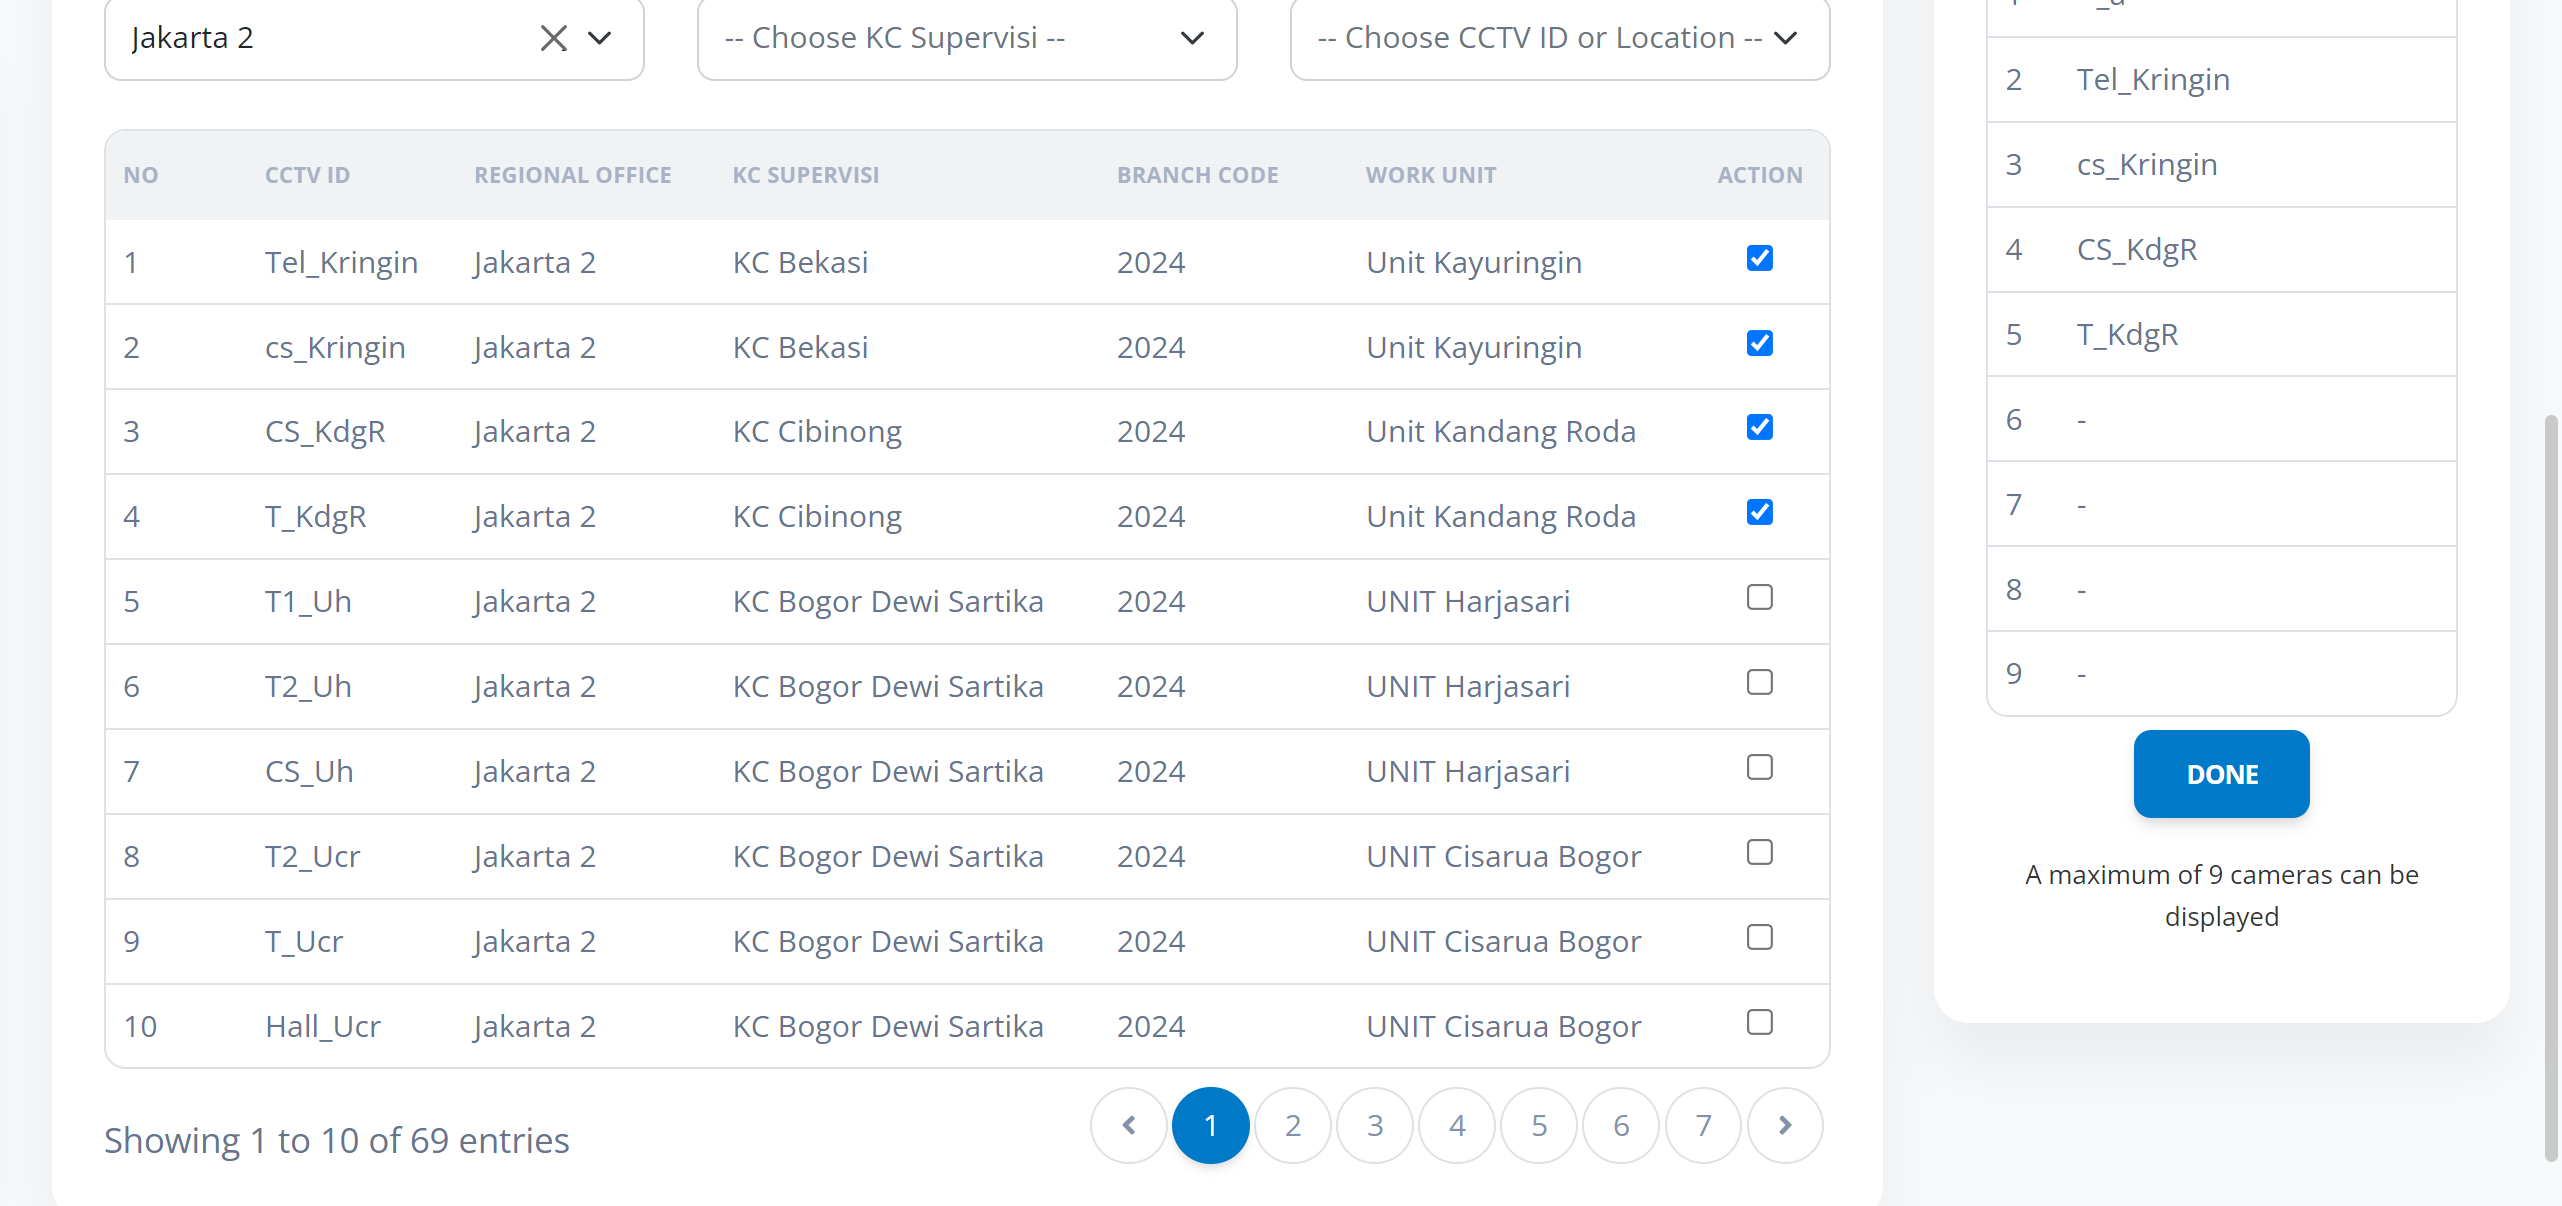 Jakarta 2
-- Choose KC Supervisi --
-- Choose CCTV ID or Location --
NO CCTV ID REGIONAL OFFICE KC SUPERVISI BRANCH CODE WORK UNIT ACTION
1 Tel_Kringin Jakarta 2 KC Bekasi 2024 Unit Kayuringin
2 cs_Kringin Jakarta 2 KC Bekasi 2024 Unit Kayuringin
3 CS_KdgR Jakarta 2 KC Cibinong 2024 Unit Kandang Roda
4 T_KdgR Jakarta 2 KC Cibinong 2024 Unit Kandang Roda
5 T1_Uh Jakarta 2 KC Bogor Dewi Sartika 2024 UNIT Harjasari
6 T2_Uh Jakarta 2 KC Bogor Dewi Sartika 2024 UNIT Harjasari
7 CS_Uh Jakarta 2 KC Bogor Dewi Sartika 2024 UNIT Harjasari
8 T2_Ucr Jakarta 2 KC Bogor Dewi Sartika 2024 UNIT Cisarua Bogor
9 T_Ucr Jakarta 2 KC Bogor Dewi Sartika 2024 UNIT Cisarua Bogor
10 Hall_Ucr Jakarta 2 KC Bogor Dewi Sartika 2024 UNIT Cisarua Bogor
Showing 1 to 10 of 69 entries
1 2 3 4 5 6 7
2 Tel_Kringin
3 cs_Kringin
4 CS_KdgR
5 T_KdgR
6 -
7 -
8 -
9 -
DONE
A maximum of 9 cameras can be
displayed